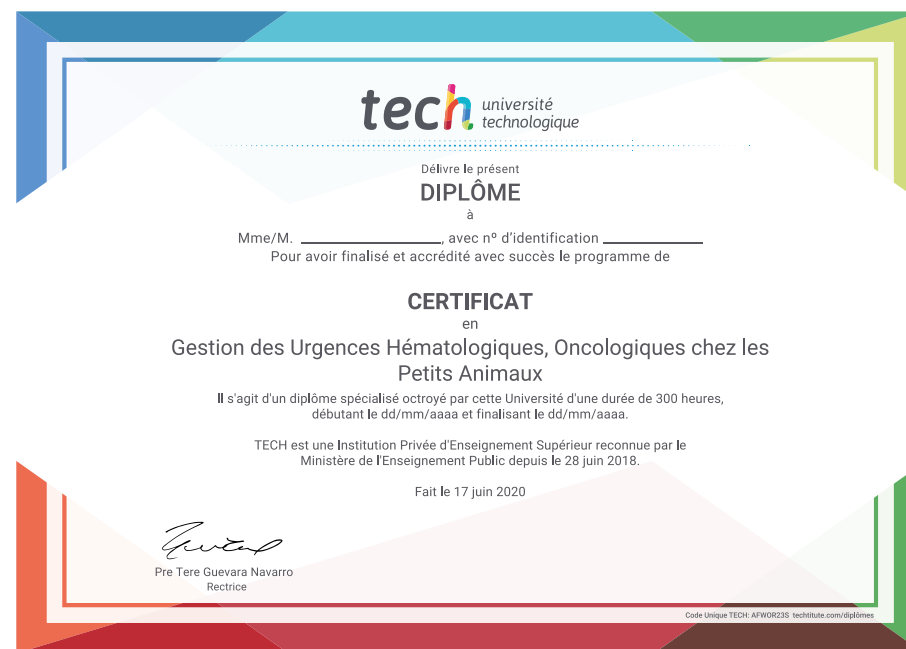 tech université
technologique
Délivre le présent
DIPLÔME
à
Mme/M. ____________________, avec nº d'identification ______________
Pour avoir finalisé et accrédité avec succès le programme de
CERTIFICAT
en
Gestion des Urgences Hématologiques, Oncologiques chez les
Petits Animaux
Il s'agit d'un diplôme spécialisé octroyé par cette Université d'une durée de 300 heures,
débutant le dd/mm/aaaa et finalisant le dd/mm/aaaa.
TECH est une Institution Privée d'Enseignement Supérieur reconnue par le
Ministère de l'Enseignement Public depuis le 28 juin 2018.
Fait le 17 juin 2020
Pre Tere Guevara Navarro
Rectrice
Code Unique TECH: AFWOR23S techtitute.com/diplômes